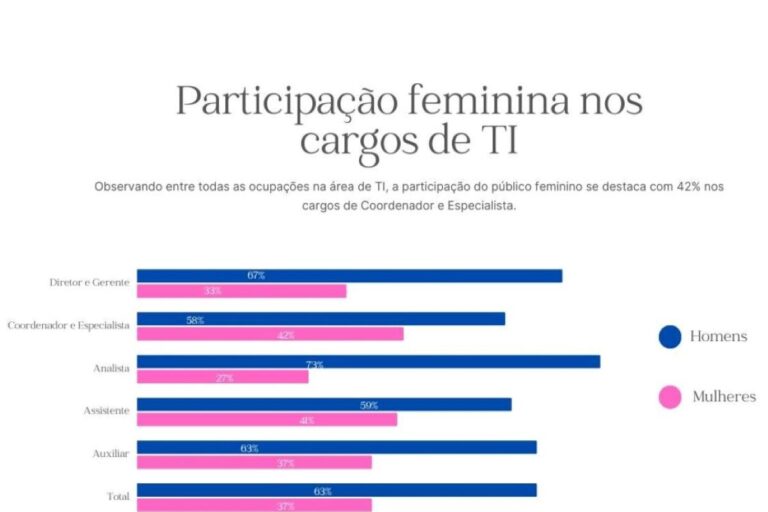 Participação feminina nos
cargos de TI
Observando entre todas as ocupações na área de TI, a participação do público feminino se destaca com 42% nos
cargos de Coordenador e Especialista.
Diretor e Gerente
67%
33%
Coordenador e Especialista
58%
42%
Analista
73%
27%
Assistente
59%
41%
Auxiliar
63%
37%
Total
63%
37%
Homens
Mulheres